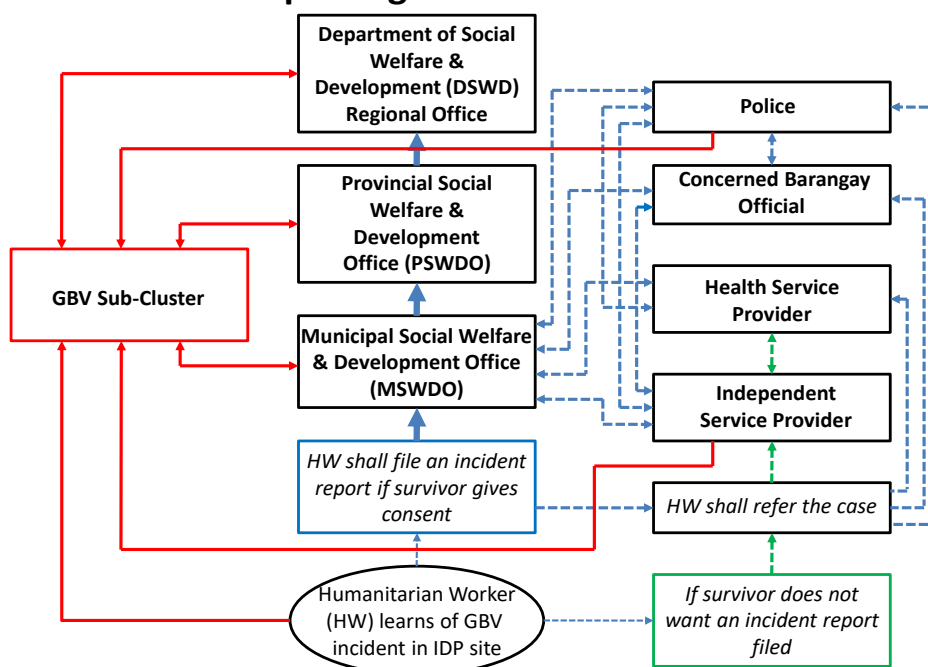 Department of Social
Welfare &
Development (DSWD)
Regional Office
Police
Provincial Social
Welfare &
Development
Office (PSWDO)
Concerned Barangay
Official
GBV Sub-Cluster
Health Service
Provider
Municipal Social Welfare
& Development Office
(MSWDO)
Independent
Service Provider
HW shall file an incident
report if survivor gives
consent
HW shall refer the case
Humanitarian Worker
(HW) learns of GBV
incident in IDP site
If survivor does not
want an incident report
filed